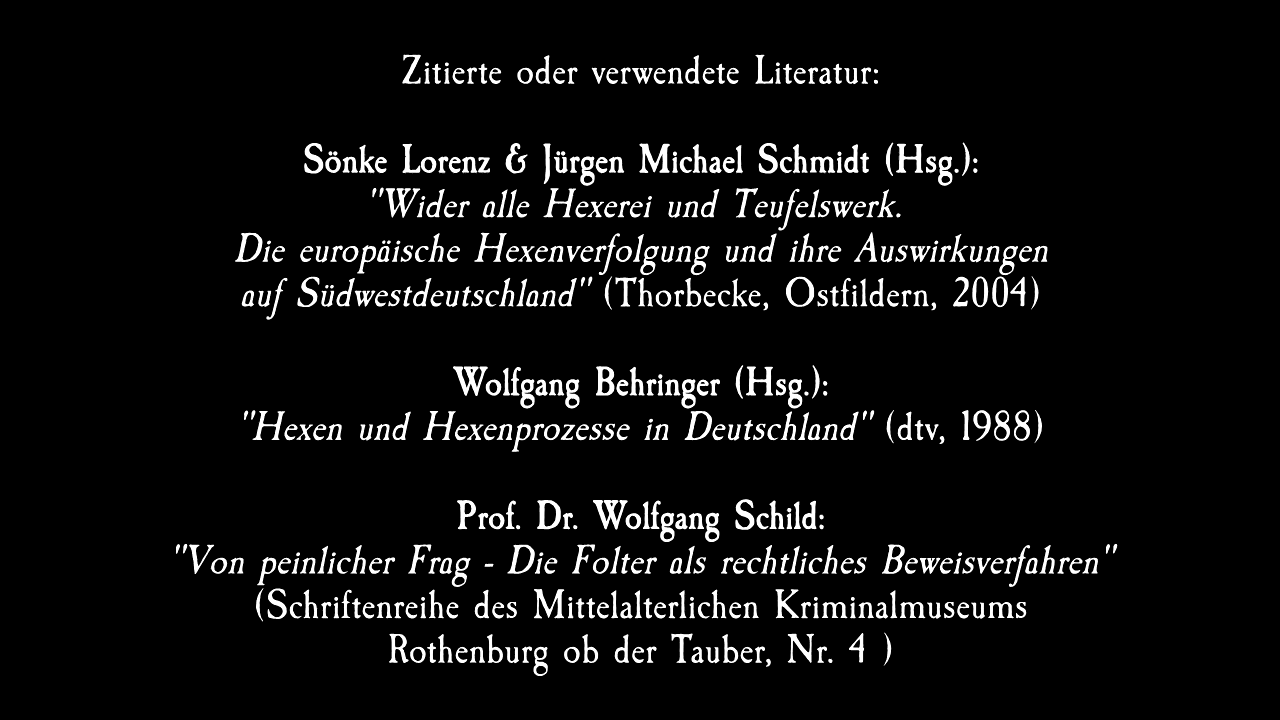 Zitierte oder verwendete Literatur:
Sönke Lorenz & Jürgen Michael Schmidt (Hsg.):
"Wider alle Hexerei und Teufelswerk.
Die europäische Hexenverfolgung und ihre Auswirkungen
auf Südwestdeutschland" (Thorbecke, Ostfildern, 2004)
Wolfgang Behringer (Hsg.):
"Hexen und Hexenprozesse in Deutschland" (dtv, 1988)
Prof. Dr. Wolfgang Schild:
"Von peinlicher Frag - Die Folter als rechtliches Beweisverfahren"
(Schriftenreihe des Mittelalterlichen Kriminalmuseums
Rothenburg ob der Tauber, Nr. 4 )